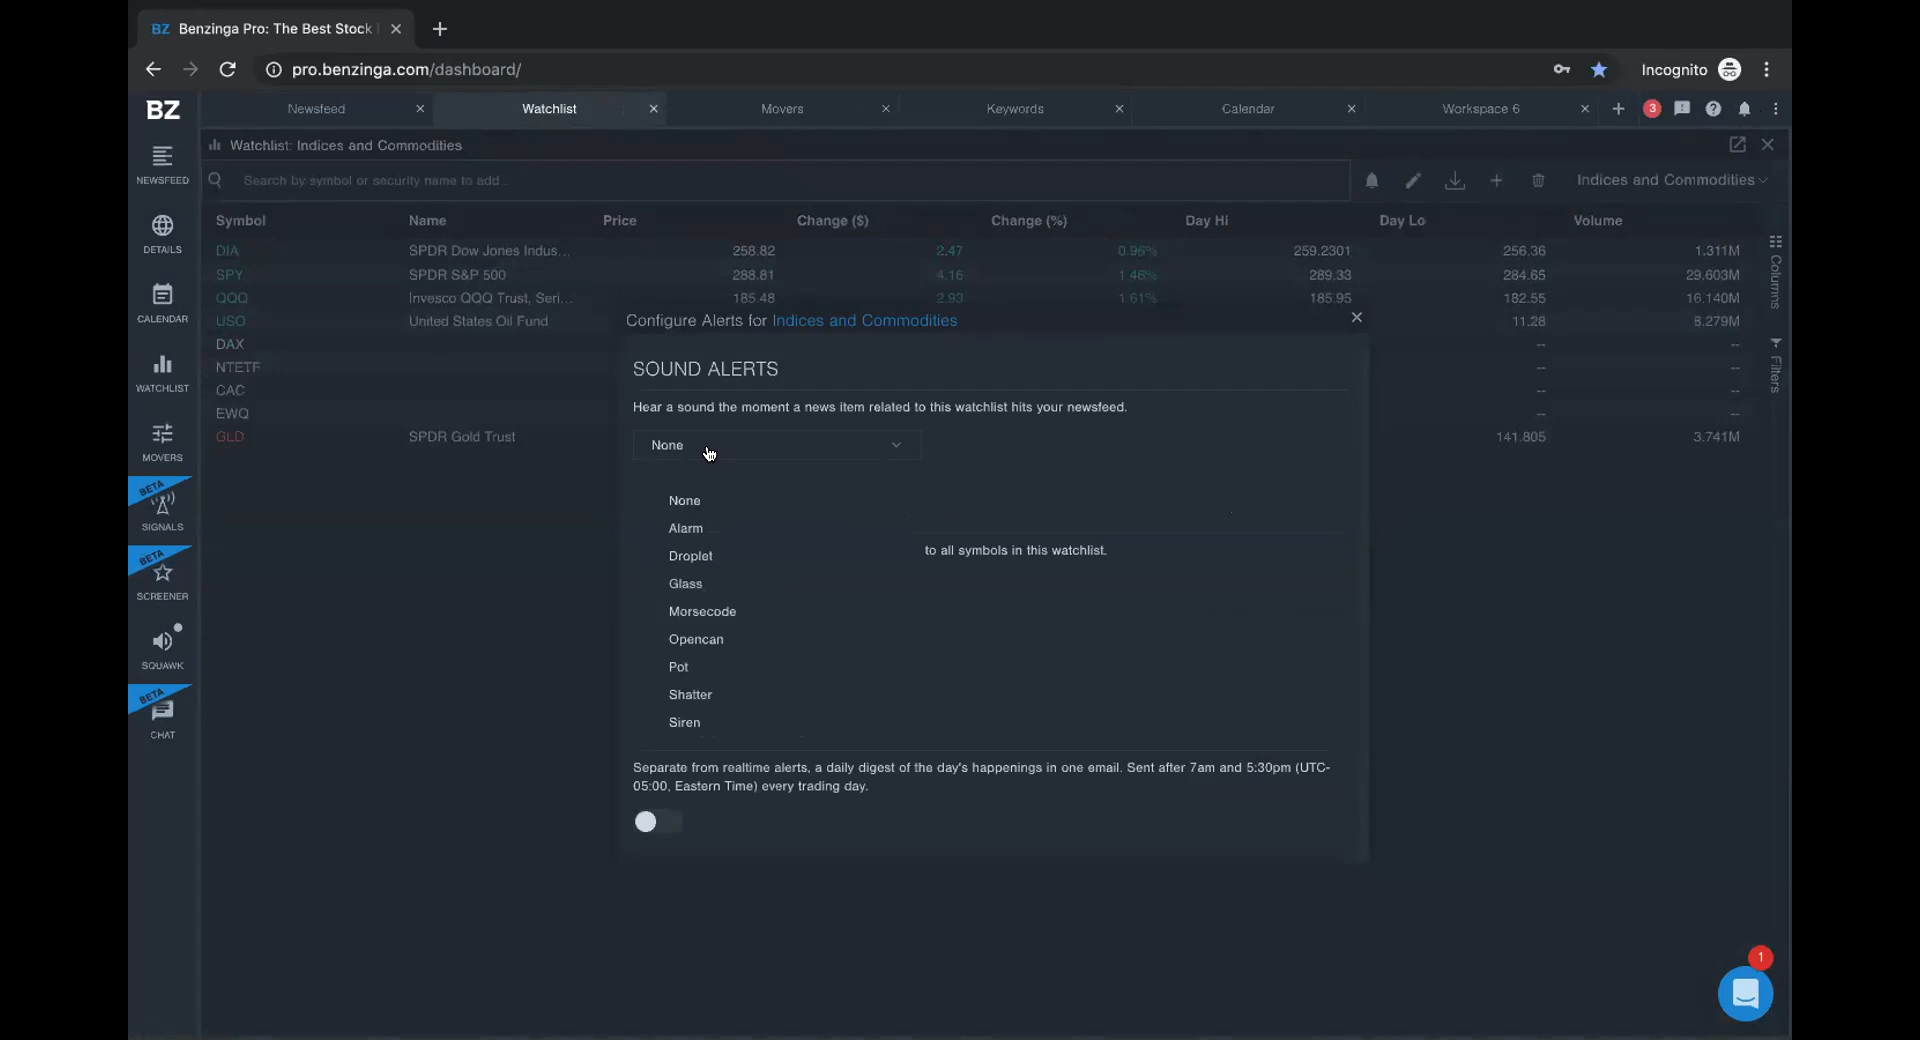 BZ Benzinga Pro: The Best Stock
pro.benzinga.com/dashboard/
Incognito
BZ
Newsfeed
Watchlist
Movers
Keywords
Calendar
Workspace 6
3
Watchlist: Indices and Commodities
Search by symbol or security name to add...
Indices and Commodities
Symbol Name Price Change ($) Change (%) Day Hi Day Lo Volume
DIA SPDR Dow Jones Indus... 258.82 2.47 0.96% 259.2301 256.36 1.311M
SPY SPDR S&P 500 288.81 4.16 1.46% 289.33 284.65 29.603M
QQQ Invesco QQQ Trust, Seri... 185.48 2.93 1.61% 185.95 182.55 16.140M
USO United States Oil Fund 11.28 8.279M
DAX -- --
NTETF -- --
CAC -- --
EWQ -- --
GLD SPDR Gold Trust 141.805 3.741M
Columns
Filters
NEWSFEED
DETAILS
CALENDAR
WATCHLIST
MOVERS
BETA
SIGNALS
BETA
SCREENER
SQUAWK
BETA
CHAT
Configure Alerts for Indices and Commodities
SOUND ALERTS
Hear a sound the moment a news item related to this watchlist hits your newsfeed.
None
None
Alarm
Droplet
to all symbols in this watchlist.
Glass
Morsecode
Opencan
Pot
Shatter
Siren
Separate from realtime alerts, a daily digest of the day's happenings in one email. Sent after 7am and 5:30pm (UTC-
05:00, Eastern Time) every trading day.
1